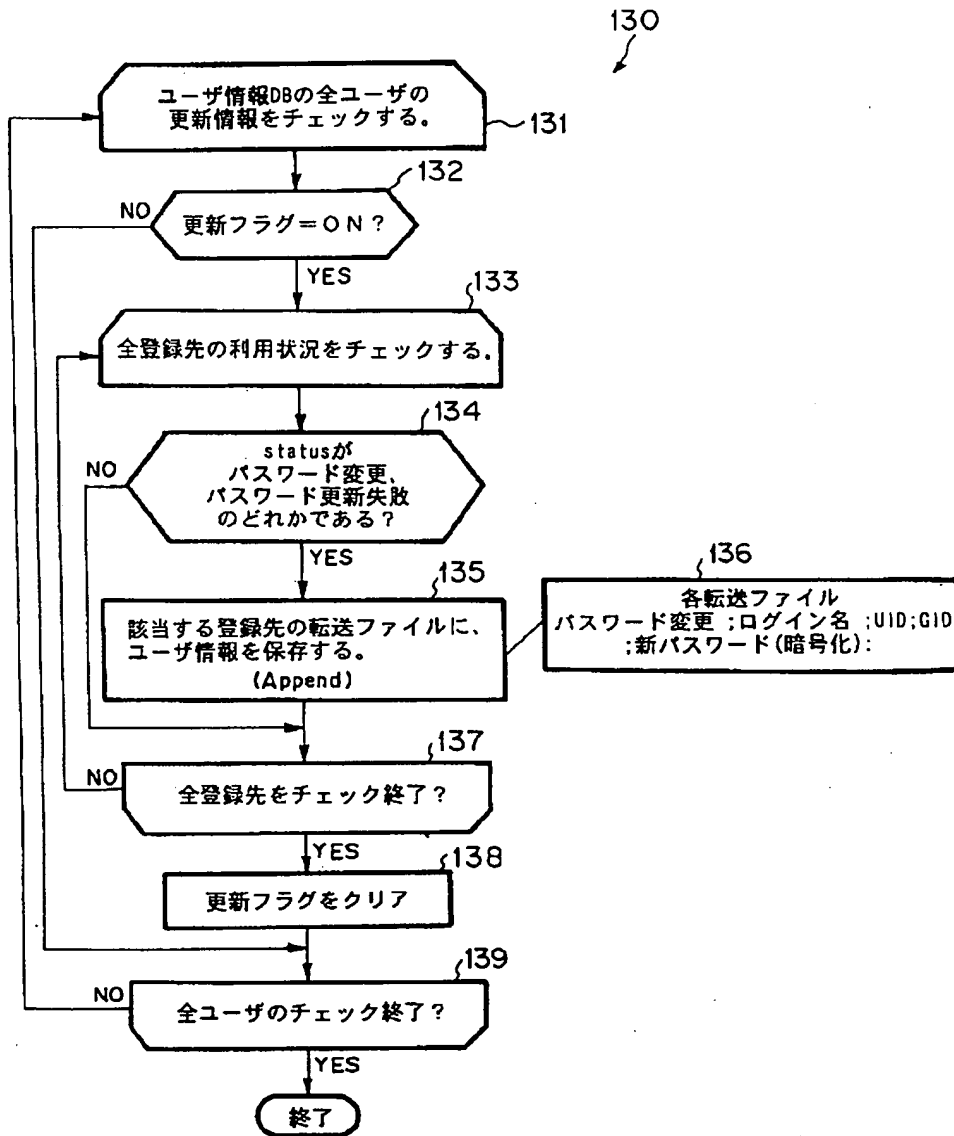 130
ユーザ情報DBの全ユーザの
更新情報をチェックする。
131
132
更新フラグ=ON?
NO
YES
133
全登録先の利用状況をチェックする。
134
statusが
パスワード変更、
パスワード更新失敗
のどれかである?
NO
YES
135
該当する登録先の転送ファイルに、
ユーザ情報を保存する。
(Append)
136
各転送ファイル
パスワード変更 ;ログイン名 ;UID;GID
;新パスワード(暗号化):
137
NO
全登録先をチェック終了?
YES
138
更新フラグをクリア
139
NO
全ユーザのチェック終了?
YES
終了